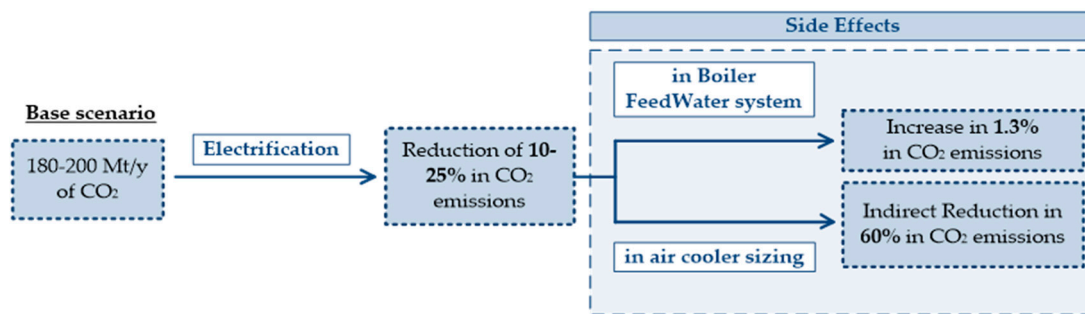 Side Effects
in Boiler
FeedWater system
Base scenario
180-200 Mt/y
of CO₂
Electrification
Reduction of 10-
25% in CO₂
emissions
Increase in 1.3%
in CO₂ emissions
Indirect Reduction in
60% in CO₂ emissions
in air cooler sizing